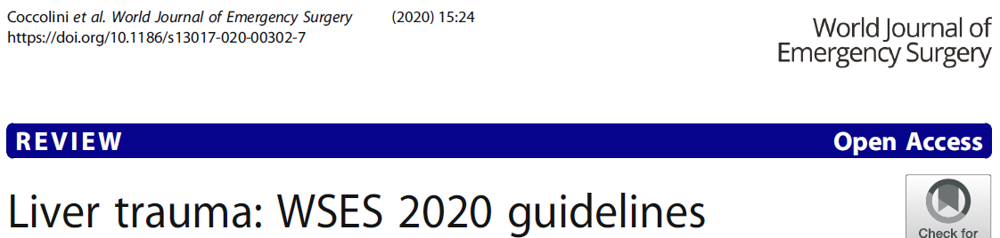 Coccolini et al. World Journal of Emergency Surgery (2020) 15:24
https://doi.org/10.1186/s13017-020-00302-7
World Journal of
Emergency Surgery
REVIEW Open Access
Liver trauma: WSES 2020 guidelines
Check for